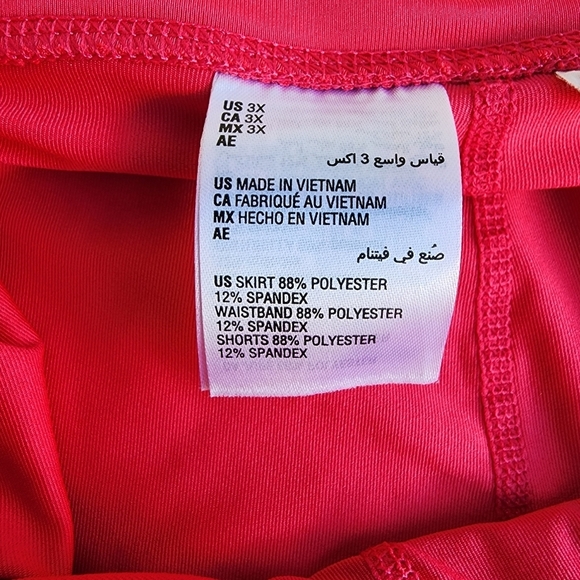 US 3X
CA 3X
MX 3X
AE
قياس واسع 3 اكس
US MADE IN VIETNAM
CA FABRIQUÉ AU VIETNAM
MX HECHO EN VIETNAM
AE
صُنع في فيتنام
US SKIRT 88% POLYESTER
12% SPANDEX
WAISTBAND 88% POLYESTER
12% SPANDEX
SHORTS 88% POLYESTER
12% SPANDEX